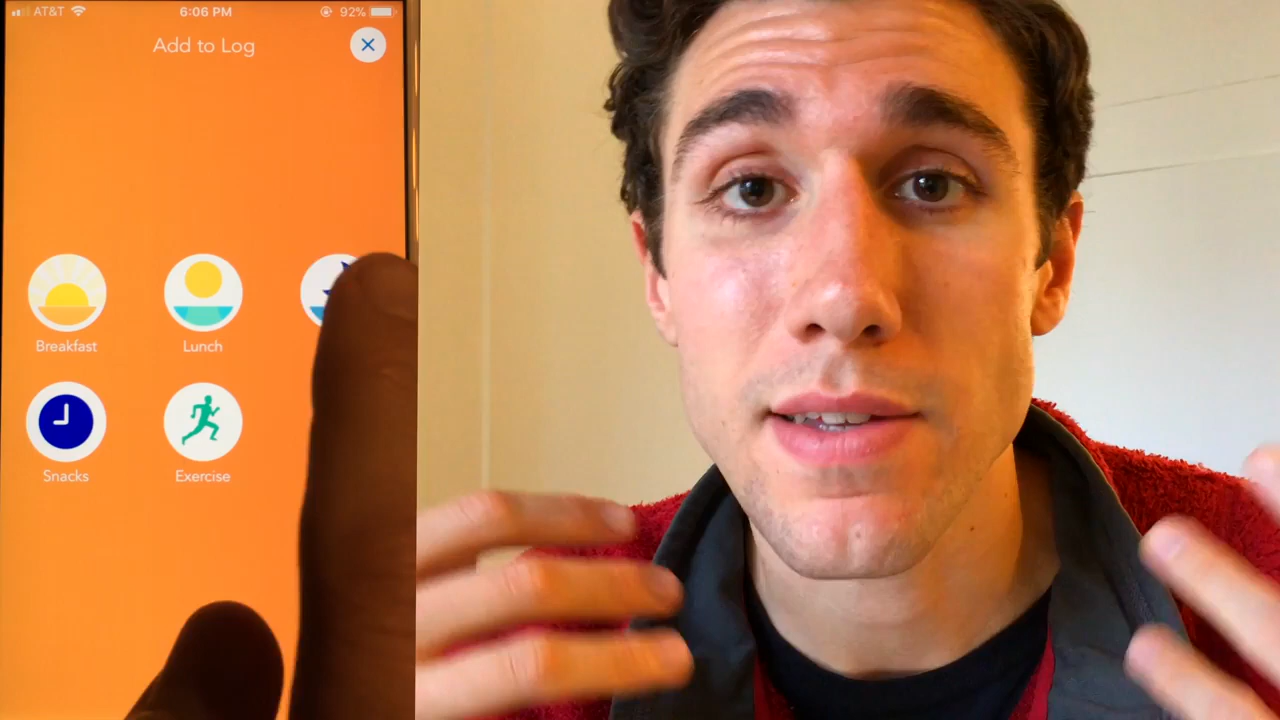 AT&T 6:06 PM 92%
Add to Log
Breakfast Lunch
Snacks Exercise